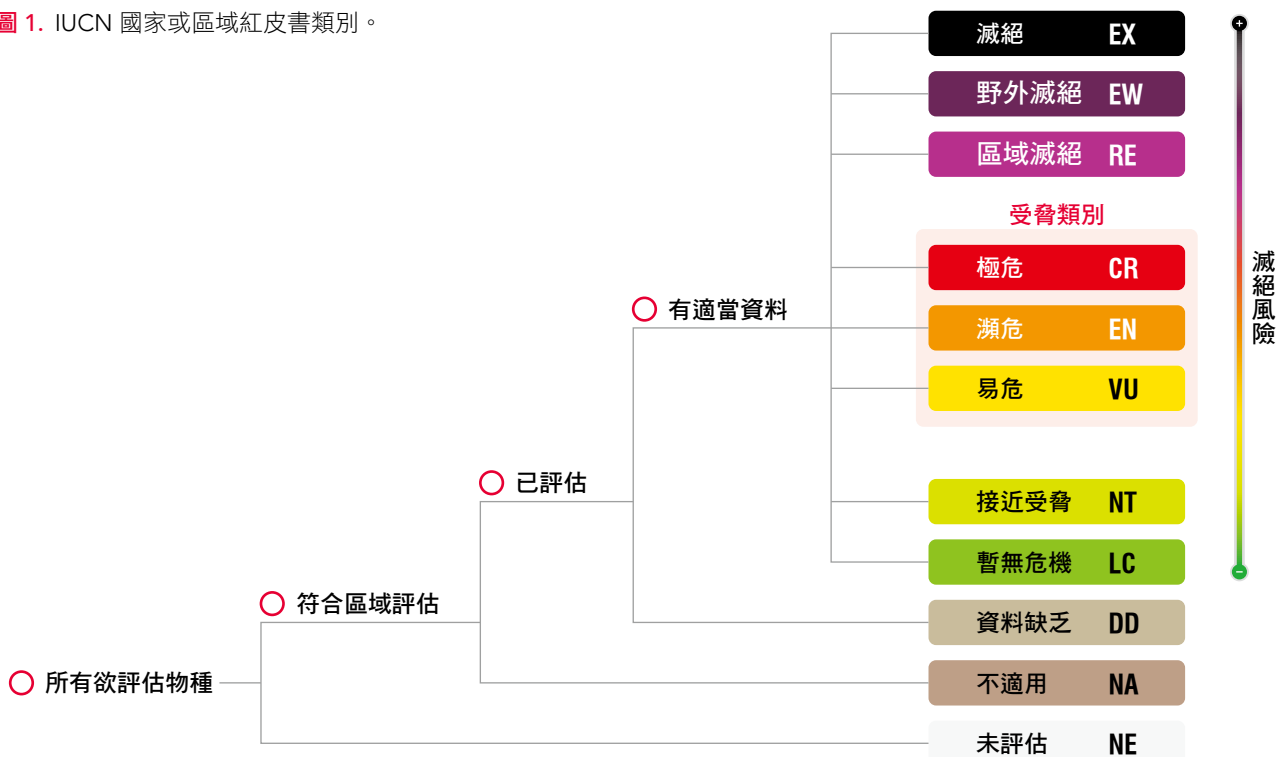 圖 1. IUCN 國家或區域紅皮書類別。
滅絕 EX
野外滅絕 EW
區域滅絕 RE
受脅類別
極危 CR
瀕危 EN
易危 VU
接近受脅 NT
暫無危機 LC
資料缺乏 DD
不適用 NA
未評估 NE
有適當資料
已評估
符合區域評估
所有欲評估物種
+
滅絕風險
-